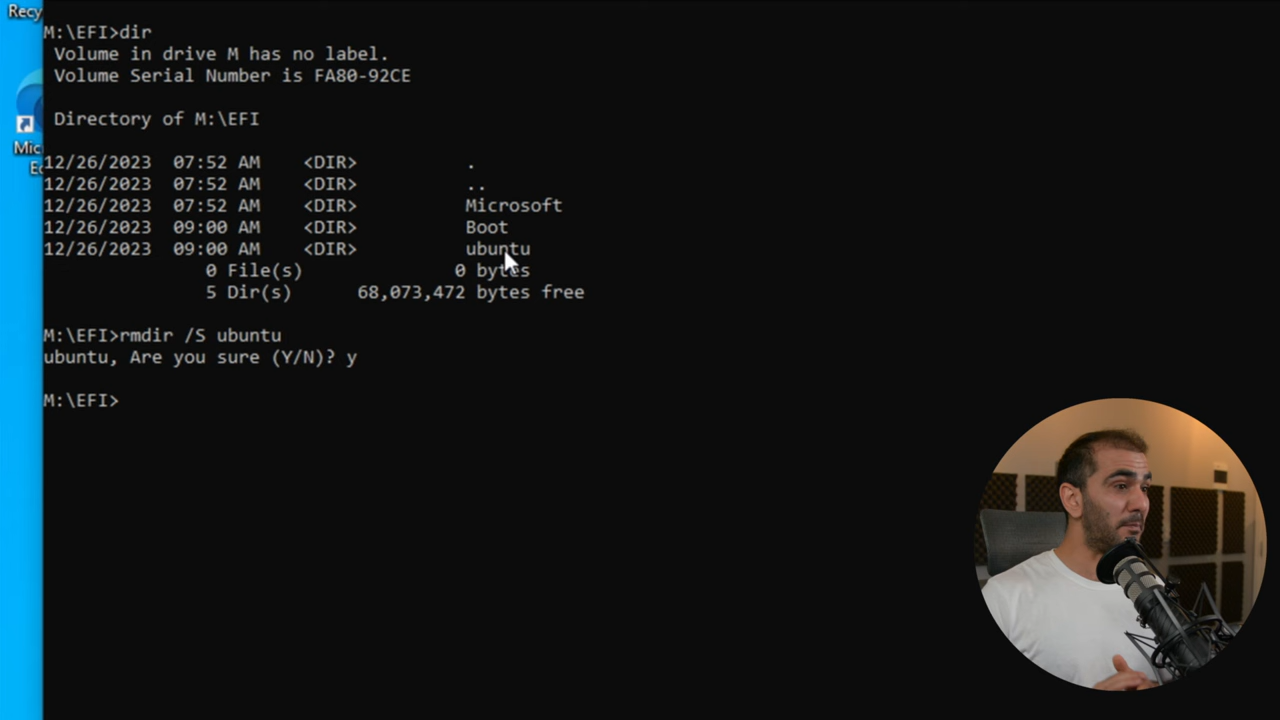 Recy
M:\EFI>dir
Volume in drive M has no label.
Volume Serial Number is FA80-92CE
Directory of M:\EFI
Mic
Ec
12/26/2023 07:52 AM <DIR> .
12/26/2023 07:52 AM <DIR> ..
12/26/2023 07:52 AM <DIR> Microsoft
12/26/2023 09:00 AM <DIR> Boot
12/26/2023 09:00 AM <DIR> ubuntu
0 File(s) 0 bytes
5 Dir(s) 68,073,472 bytes free
M:\EFI>rmdir /S ubuntu
ubuntu, Are you sure (Y/N)? y
M:\EFI>